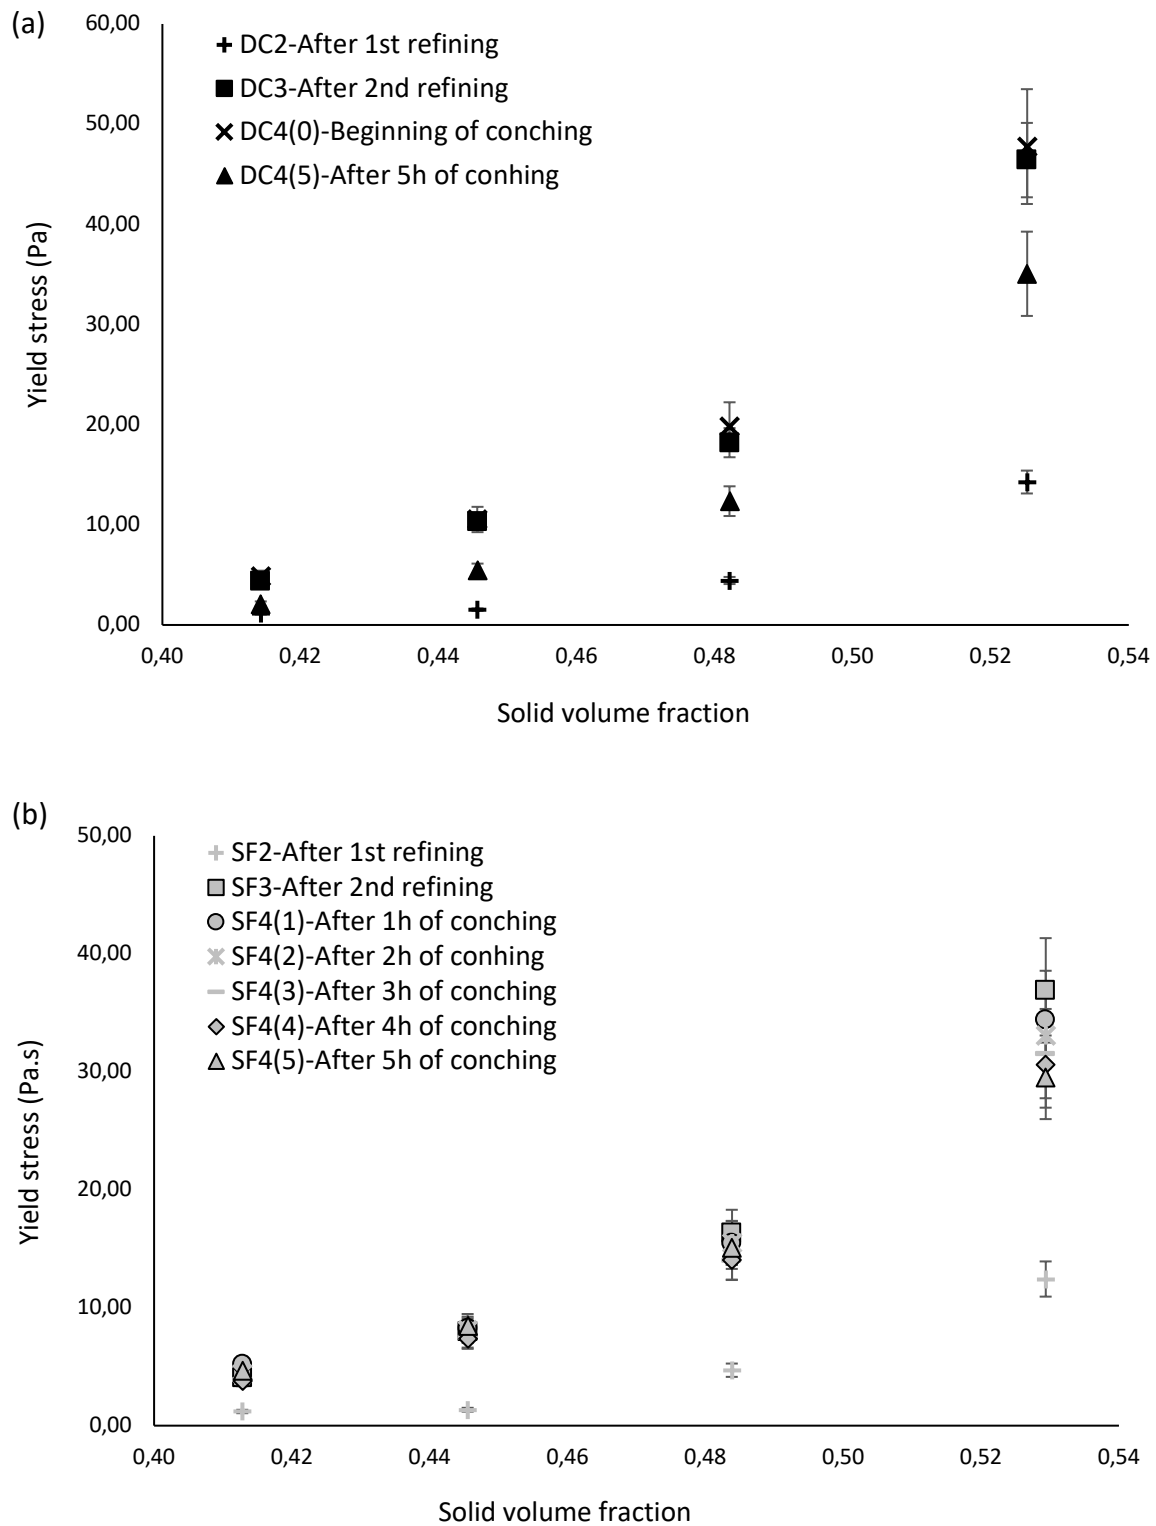 (a)
60,00
50,00
40,00
30,00
20,00
10,00
0,00
Yield stress (Pa)
DC2-After 1st refining
DC3-After 2nd refining
DC4(0)-Beginning of conching
DC4(5)-After 5h of conhing
0,40 0,42 0,44 0,46 0,48 0,50 0,52 0,54
Solid volume fraction
(b)
50,00
40,00
30,00
20,00
10,00
0,00
Yield stress (Pa.s)
SF2-After 1st refining
SF3-After 2nd refining
SF4(1)-After 1h of conching
SF4(2)-After 2h of conhing
SF4(3)-After 3h of conching
SF4(4)-After 4h of conching
SF4(5)-After 5h of conching
0,40 0,42 0,44 0,46 0,48 0,50 0,52 0,54
Solid volume fraction